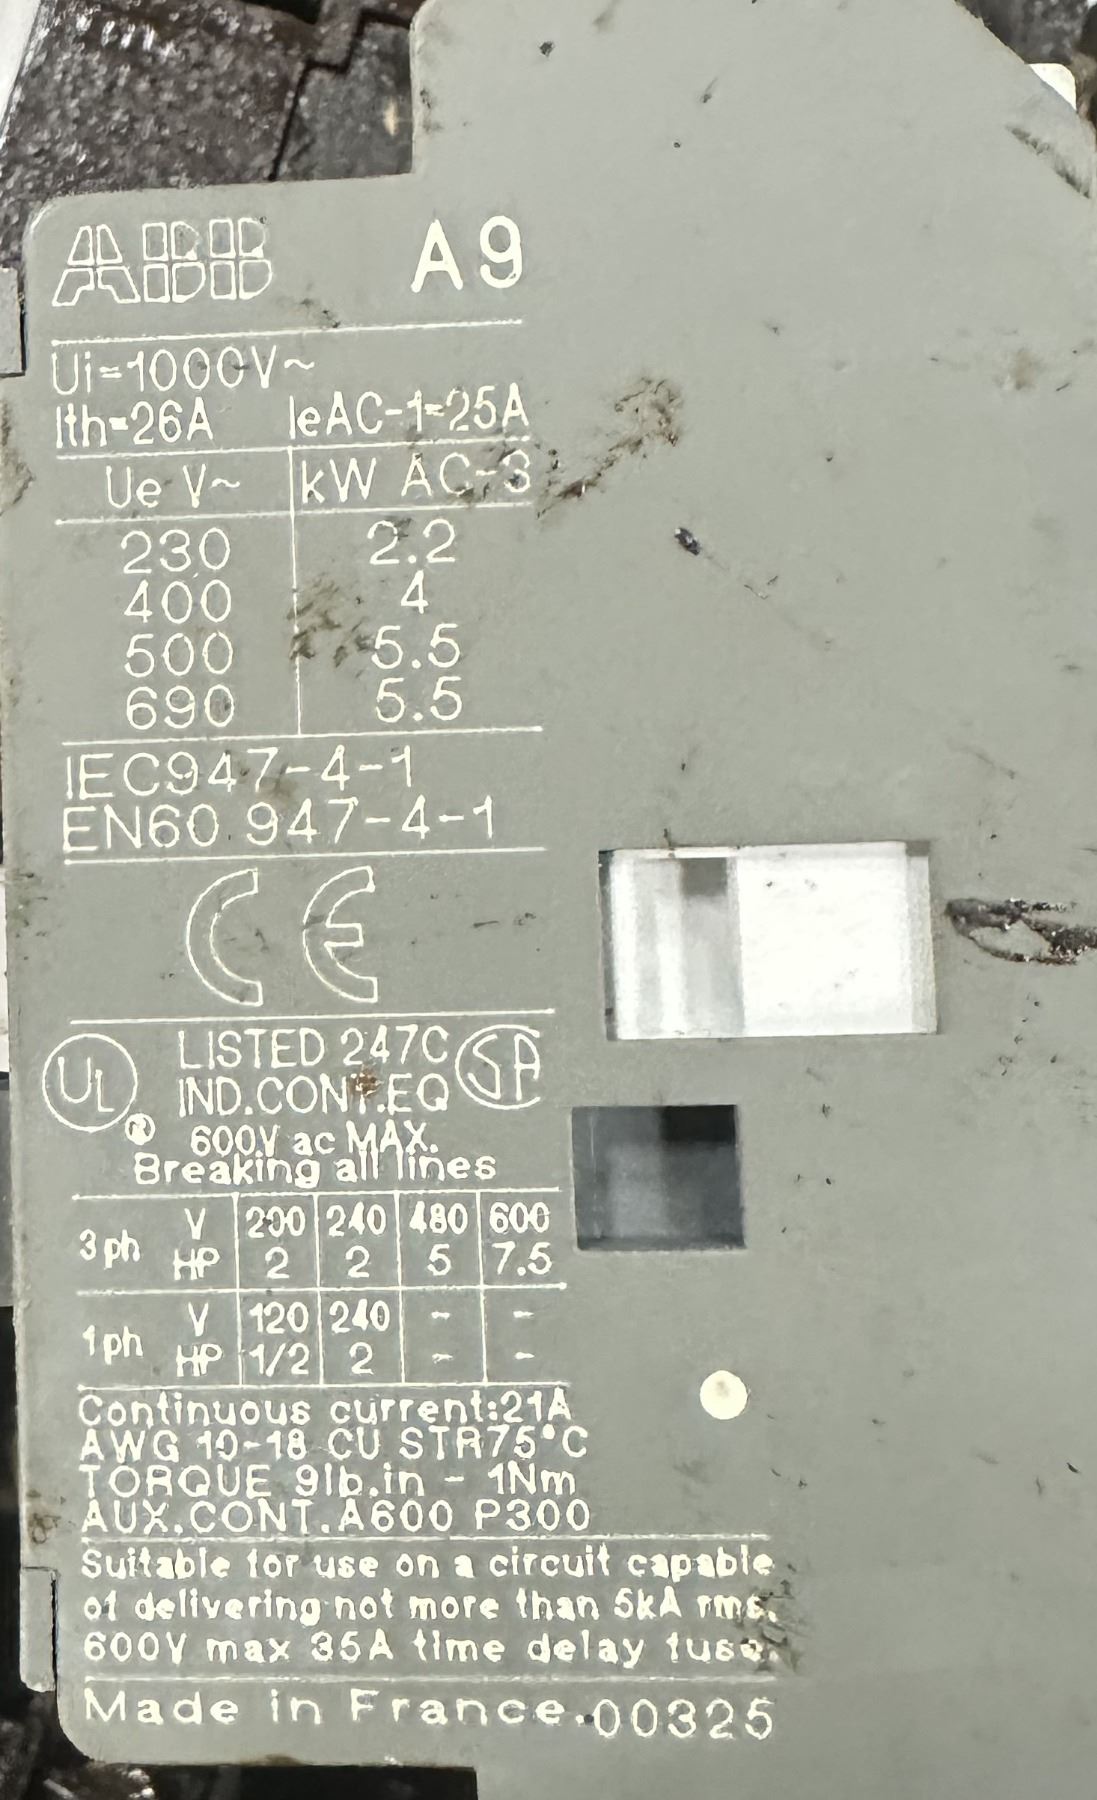 ABB A9
Ui=1000V~
Ith=26A IeAC-1=25A
Ue V~ kW AC-3
230 2.2
400 4
500 5.5
690 5.5
IEC947-4-1
EN60 947-4-1
CE
UL LISTED 247C SA
IND.CONT.EQ
® 600V ac MAX.
Breaking all lines
3ph V 200 240 480 600
HP 2 2 5 7.5
1ph V 120 240 - -
HP 1/2 2 - -
Continuous current:21A
AWG 10-18 CU STR75°C
TORQUE 9lb.in - 1Nm
AUX.CONT.A600 P300
Suitable for use on a circuit capable
of delivering not more than 5kA rms.
600V max 35A time delay fuse.
Made in France. 00325